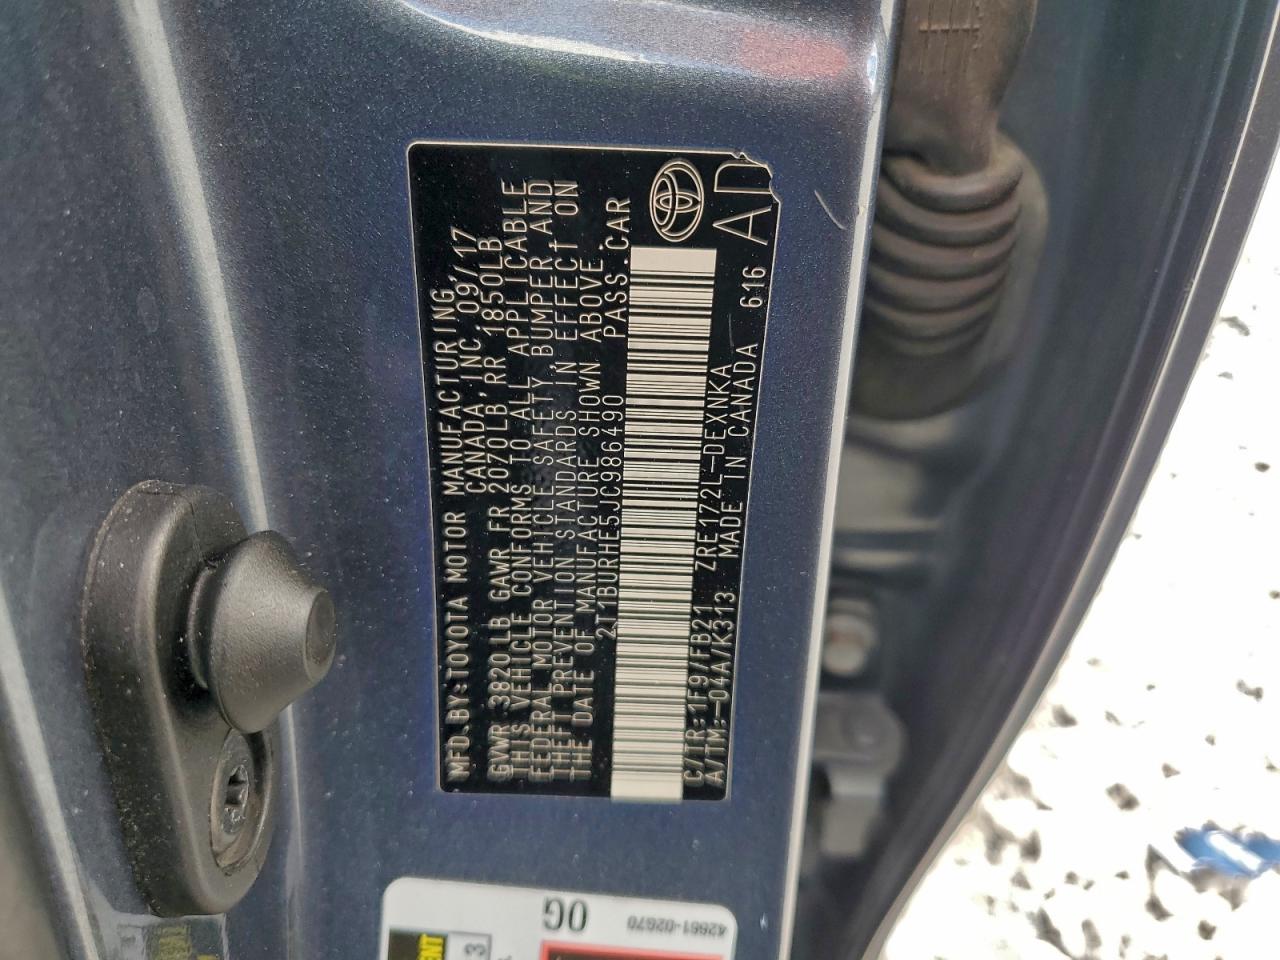 MFD.BY:TOYOTA MOTOR MANUFACTURING
CANADA, INC. 09/17
GVWR 3820LB GAWR FR 2070LB RR 1850LB
THIS VEHICLE CONFORMS TO ALL APPLICABLE
FEDERAL MOTOR VEHICLE SAFETY, BUMPER, AND
THEFT PREVENTION STANDARDS IN EFFECT ON
THE DATE OF MANUFACTURE SHOWN ABOVE.
2T1BURHE5JC986490 PASS.CAR
C/TR:1F9/FB21 ZRE172L-DEXNKA
A/TM:-04A/K313 MADE IN CANADA 616
AD
OG
42661-02670
3